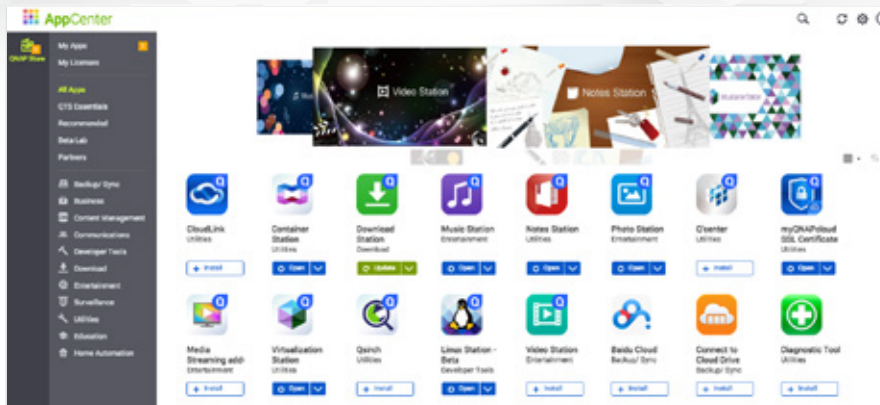 AppCenter
QNAP Store
My Apps
My Licenses
All Apps
QTS Essentials
Recommended
Beta Lab
Partners
Backup/ Sync
Business
Content Management
Communications
Developer Tools
Download
Entertainment
Surveillance
Utilities
Education
Home Automation
Video Station
Notes Station
CloudLink
Utilities
+ Install
Container
Station
Utilities
Open
Download
Station
Download
Update
Music Station
Entertainment
Open
Notes Station
Utilities
Open
Photo Station
Entertainment
Open
Q'center
Utilities
+ Install
myQNAPcloud
SSL Certificate
Utilities
Open
Media
Streaming add-
Entertainment
+ Install
Virtualization
Station
Utilities
Open
Qsirch
Utilities
+ Install
Linux Station -
Beta
Developer Tools
Open
Video Station
Entertainment
+ Install
Baidu Cloud
Backup/ Sync
+ Install
Connect to
Cloud Drive
Backup/ Sync
+ Install
Diagnostic Tool
Utilities
+ Install